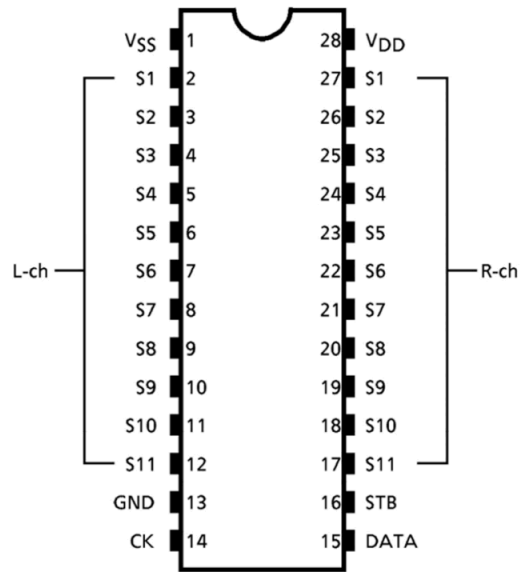 VSS 1 28 VDD
S1 2 27 S1
S2 3 26 S2
S3 4 25 S3
S4 5 24 S4
S5 6 23 S5
L-ch S6 7 22 S6 R-ch
S7 8 21 S7
S8 9 20 S8
S9 10 19 S9
S10 11 18 S10
S11 12 17 S11
GND 13 16 STB
CK 14 15 DATA